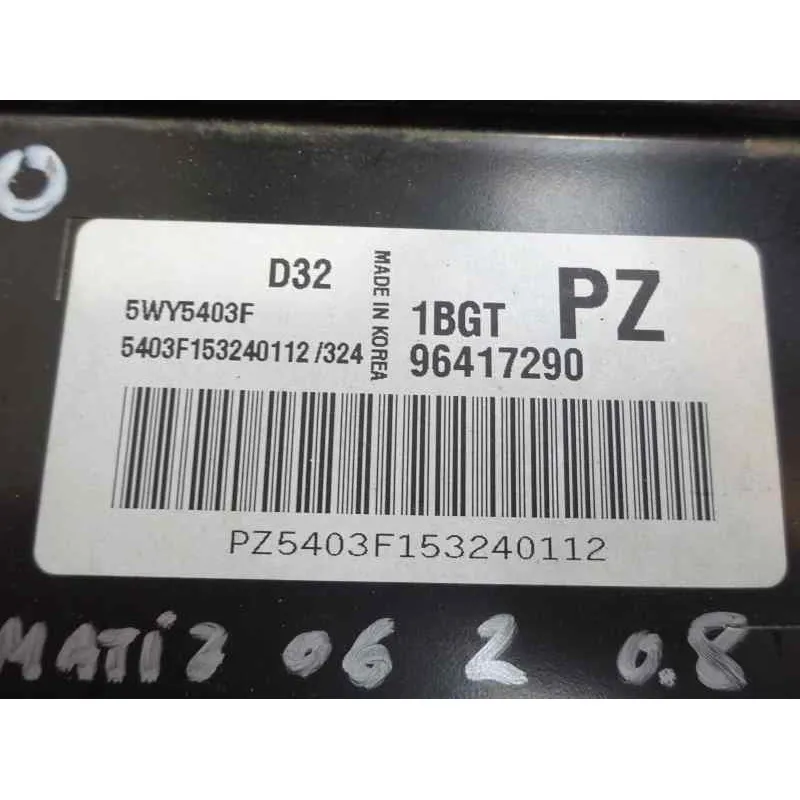 D32
MADE IN KOREA
5WY5403F
5403F153240112 /324
1BGT
PZ
96417290
PZ5403F153240112
MATiz 06 2 0.8